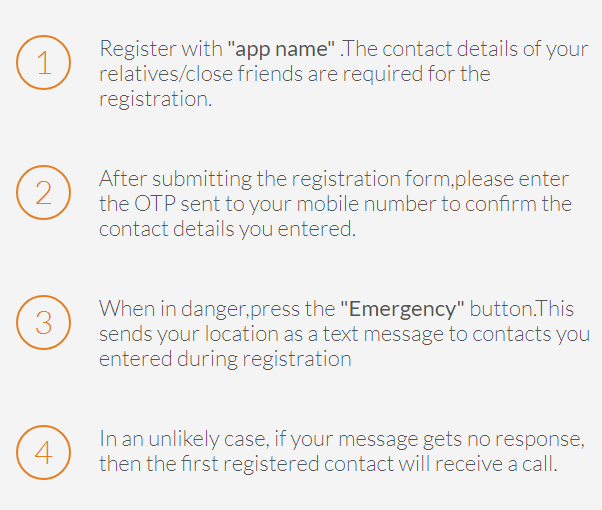 1
Register with "app name" .The contact details of your
relatives/close friends are required for the
registration.
2
After submitting the registration form,please enter
the OTP sent to your mobile number to confirm the
contact details you entered.
3
When in danger,press the "Emergency" button.This
sends your location as a text message to contacts you
entered during registration
4
In an unlikely case, if your message gets no response,
then the first registered contact will receive a call.